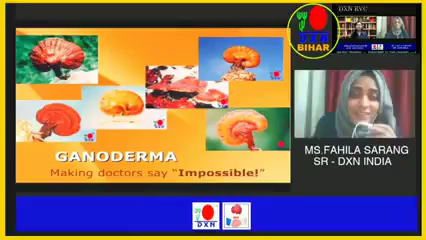 DXN RVC
DXN
BIHAR
GANODERMA
Making doctors say “Impossible!”
MS.FAHILA SARANG
SR - DXN INDIA
DXN